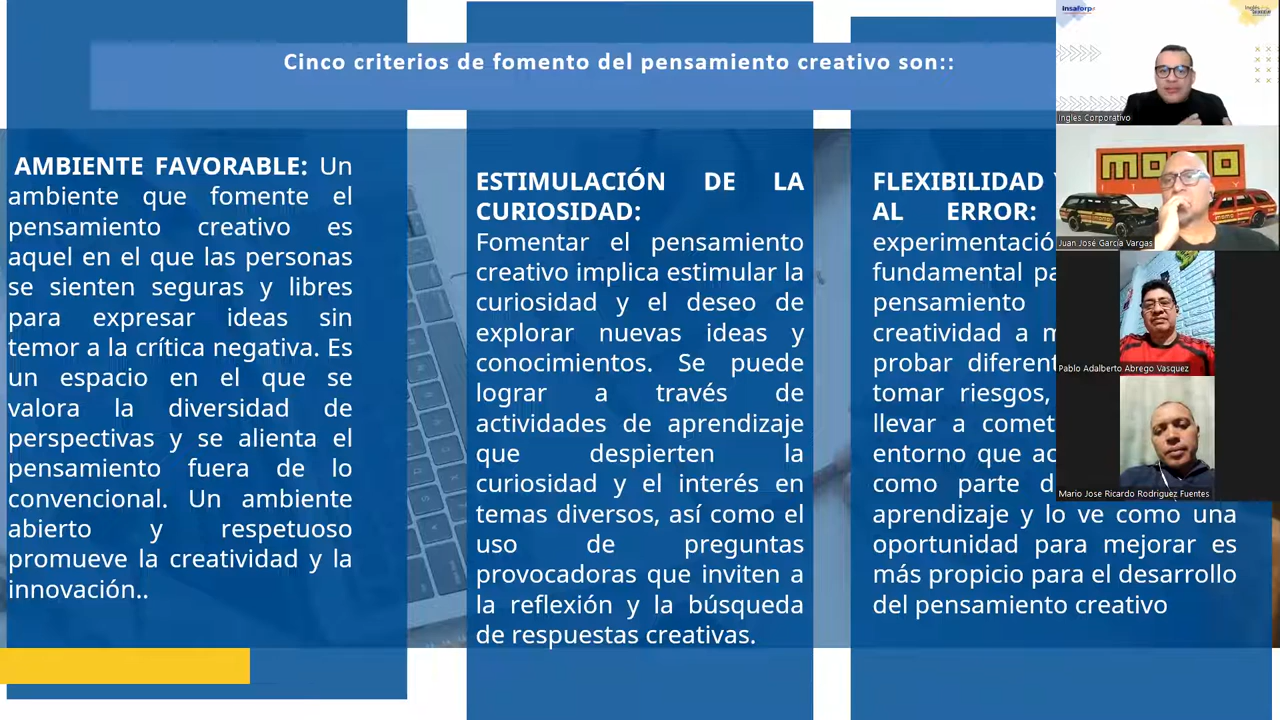 Cinco criterios de fomento del pensamiento creativo son::
AMBIENTE FAVORABLE: Un
ambiente que fomente el
pensamiento creativo es
aquel en el que las personas
se sienten seguras y libres
para expresar ideas sin
temor a la crítica negativa. Es
un espacio en el que se
valora la diversidad de
perspectivas y se alienta el
pensamiento fuera de lo
convencional. Un ambiente
abierto y respetuoso
promueve la creatividad y la
innovación..
ESTIMULACIÓN DE LA
CURIOSIDAD:
Fomentar el pensamiento
creativo implica estimular la
curiosidad y el deseo de
explorar nuevas ideas y
conocimientos. Se puede
lograr a través de
actividades de aprendizaje
que despierten la
curiosidad y el interés en
temas diversos, así como el
uso de preguntas
provocadoras que inviten a
la reflexión y la búsqueda
de respuestas creativas.
FLEXIBILIDAD
AL ERROR:
experimentació
fundamental pa
pensamiento
creatividad a m
probar diferent
tomar riesgos,
llevar a comet
entorno que ac
como parte d
aprendizaje y lo ve como una
oportunidad para mejorar es
más propicio para el desarrollo
del pensamiento creativo
insaforp
Ingles Corporativo
momo
Juan José García Vargas
Pablo Adalberto Abrego Vasquez
Mario Jose Ricardo Rodriguez Fuentes